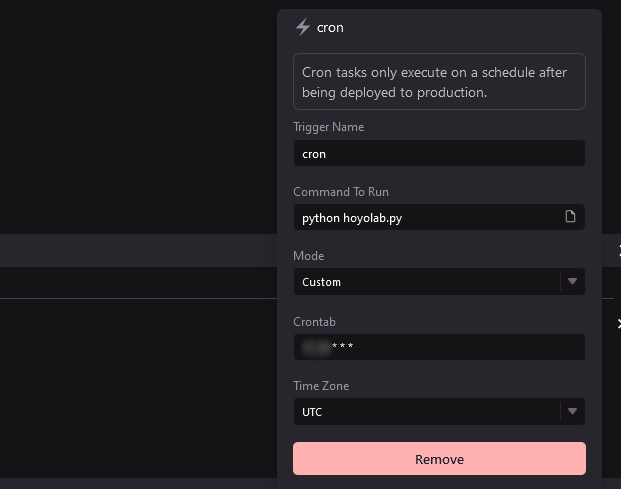 cron
Cron tasks only execute on a schedule after
being deployed to production.
Trigger Name
cron
Command To Run
python hoyolab.py
Mode
Custom
Crontab
* * *
Time Zone
UTC
Remove